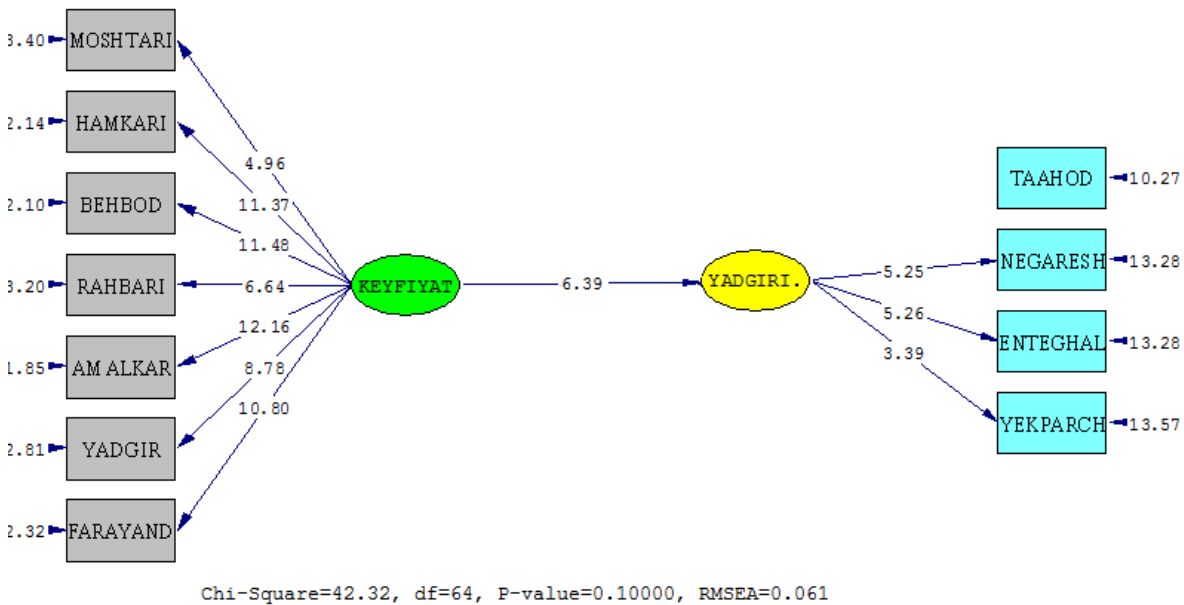 3.40 MOSHTARI
2.14 HAMKARI
2.10 BEHBOD
3.20 RAHBARI
1.85 AMALKAR
2.81 YADGIR
2.32 FARAYAND
4.96
11.37
11.48
6.64
12.16
8.78
10.80
KEYFIYAT
6.39
YADGIRI.
5.25
5.26
3.39
TAAHOD 10.27
NEGARESH 13.28
ENTEGHAL 13.28
YEKPARCH 13.57
Chi-Square=42.32, df=64, P-value=0.10000, RMSEA=0.061